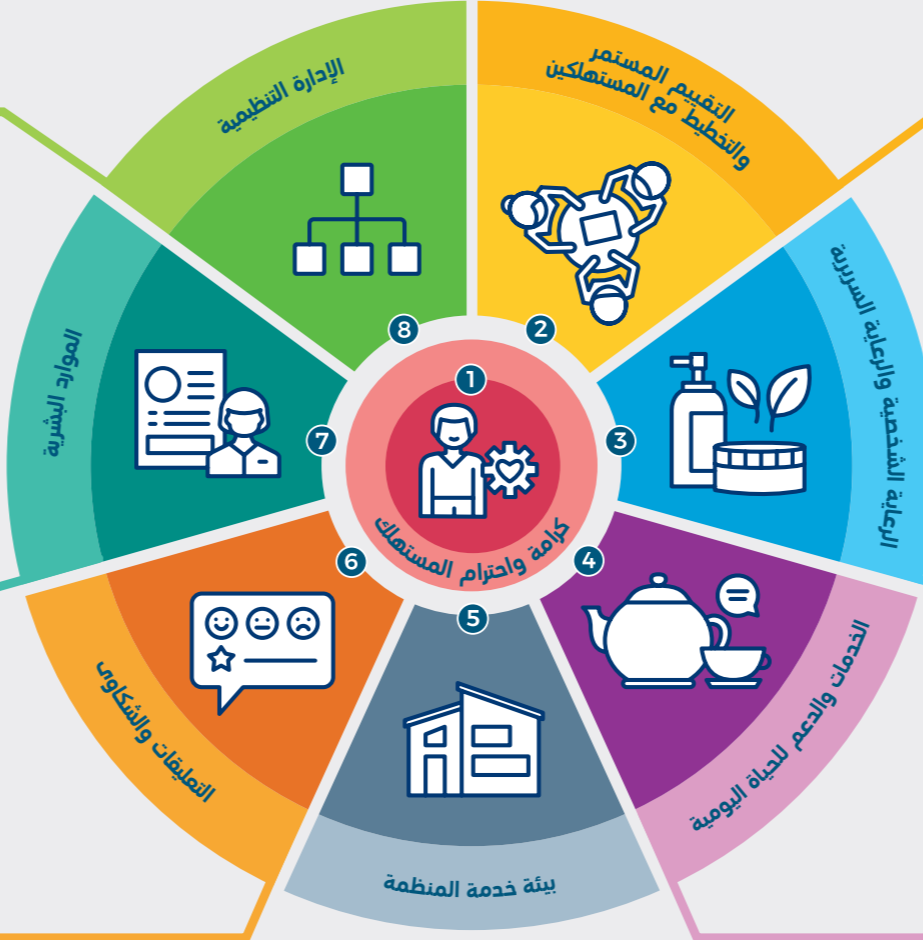 1
كرامة واحترام المستهلك
2
التقييم المستمر
والتخطيط مع المستهلكين
3
الرعاية الشخصية والرعاية السريرية
4
الخدمات والدعم للحياة اليومية
5
بيئة خدمة المنظمة
6
التعليقات والشكاوى
7
الموارد البشرية
8
الإدارة التنظيمية